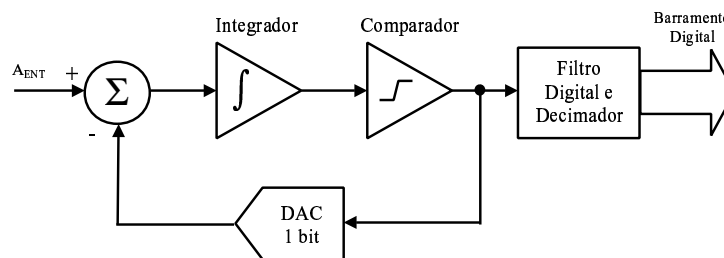 Integrador
Comparador
Barramento
Digital
A_ENT
+
Σ
∫
-
Filtro
Digital e
Decimador
DAC
1 bit